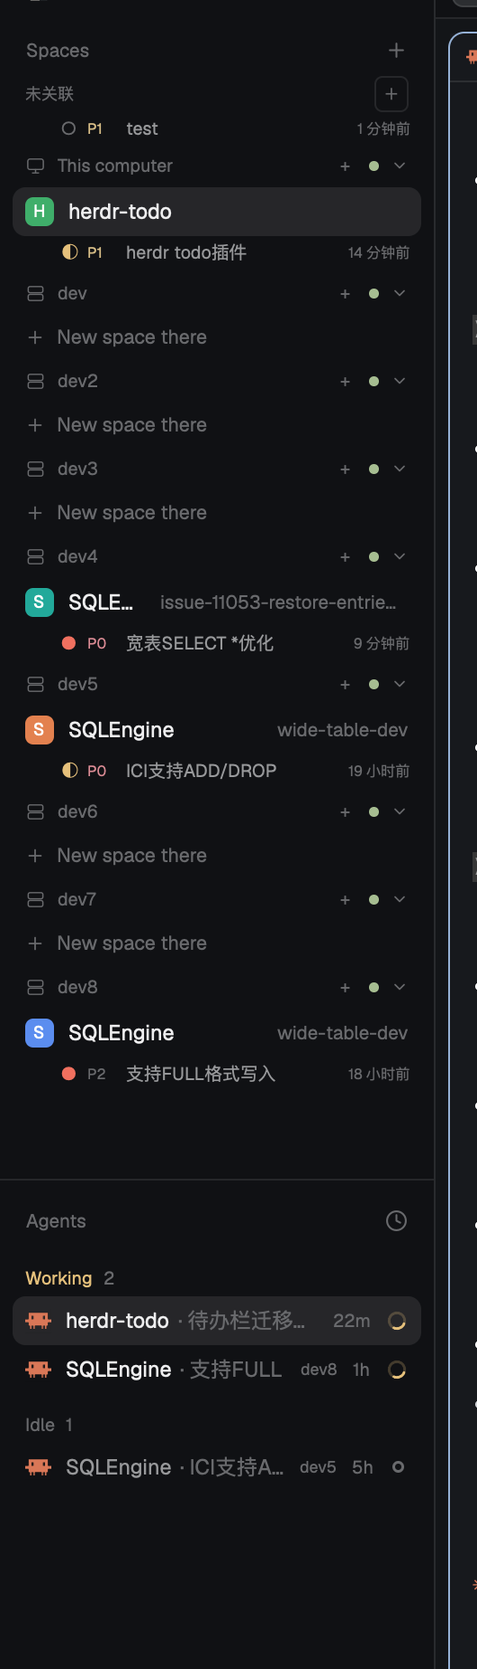 Spaces +
未关联 +
P1 test 1 分钟前
This computer +
H herdr-todo
P1 herdr todo插件 14 分钟前
dev +
+ New space there
dev2 +
+ New space there
dev3 +
+ New space there
dev4 +
S SQLE... issue-11053-restore-entrie...
P0 宽表SELECT *优化 9 分钟前
dev5 +
S SQLEngine wide-table-dev
P0 ICI支持ADD/DROP 19 小时前
dev6 +
+ New space there
dev7 +
+ New space there
dev8 +
S SQLEngine wide-table-dev
P2 支持FULL格式写入 18 小时前
Agents
Working 2
herdr-todo · 待办栏迁移... 22m
SQLEngine · 支持FULL dev8 1h
Idle 1
SQLEngine · ICI支持A... dev5 5h